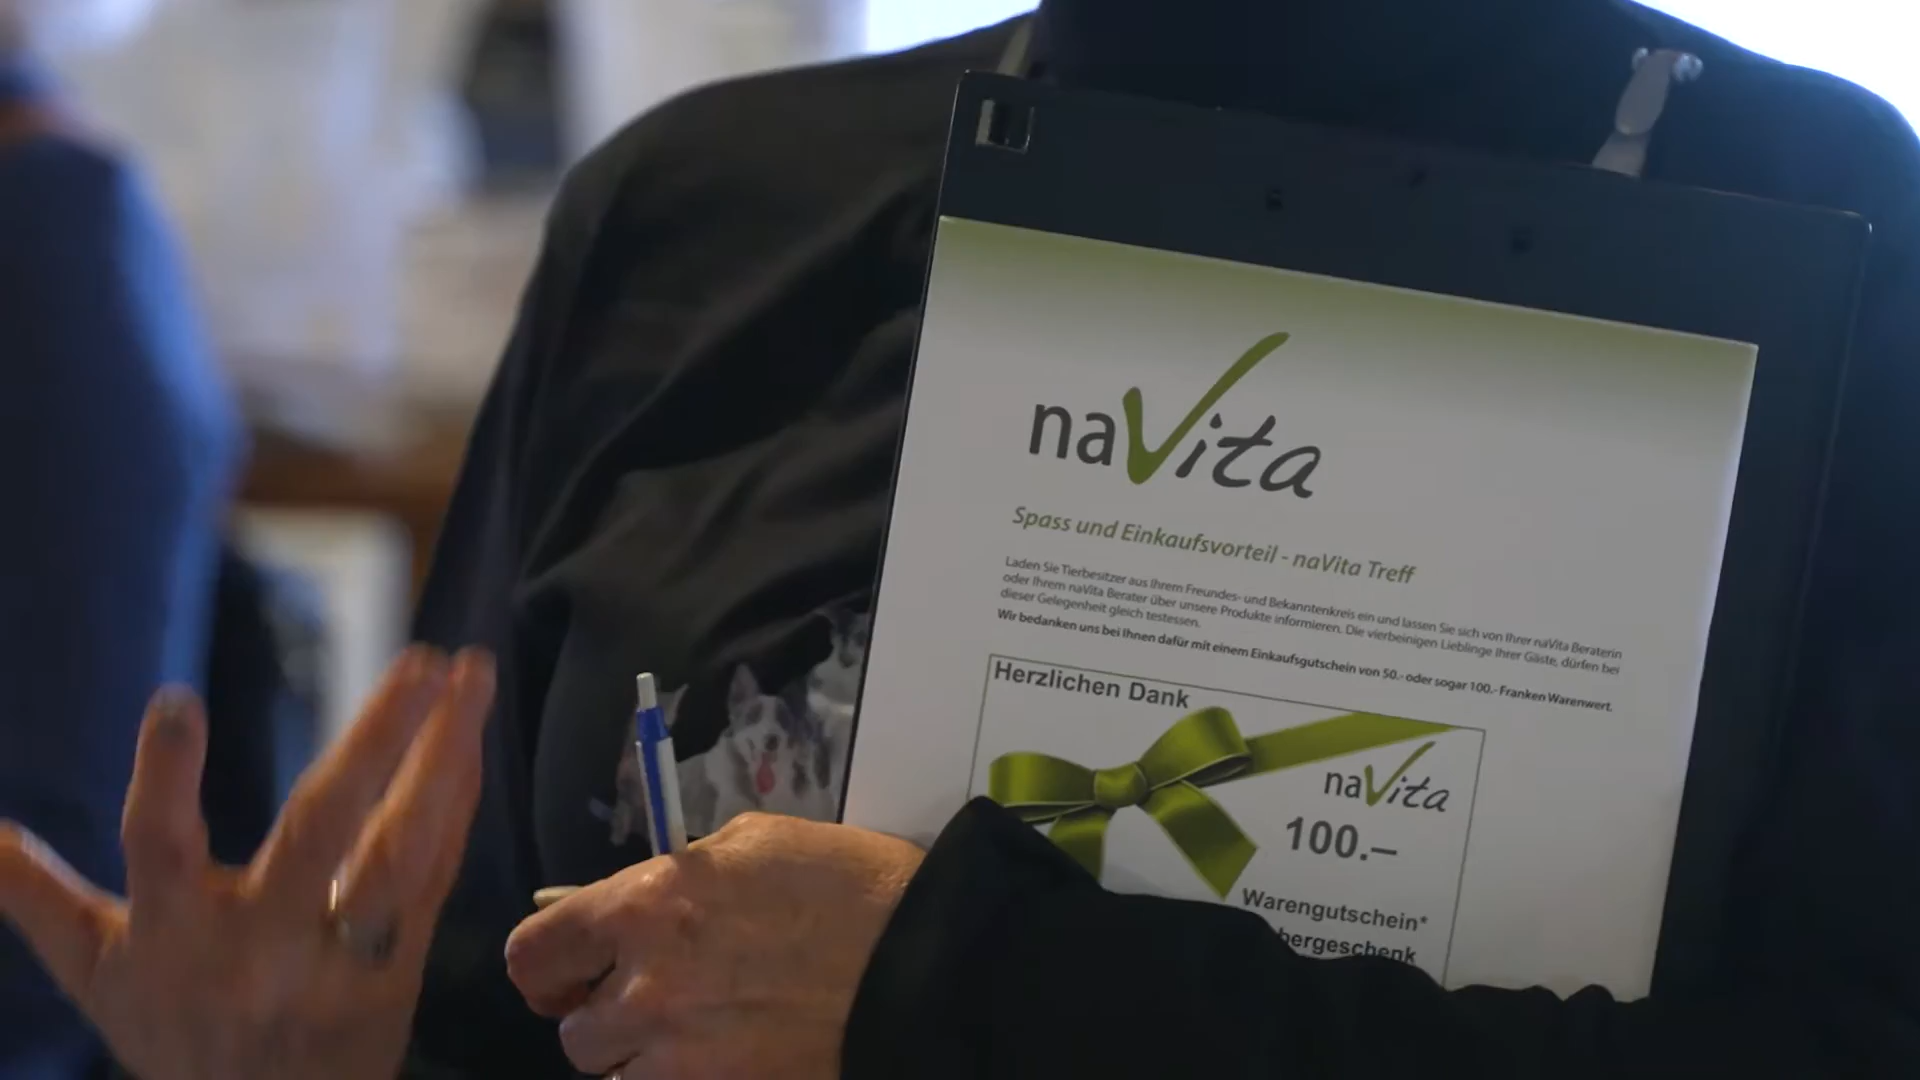 naVita
Spass und Einkaufsvorteil - naVita Treff
Laden Sie Tierbesitzer aus Ihrem Freundes- und Bekanntenkreis ein und lassen Sie sich von Ihrer naVita Beraterin
oder Ihrem naVita Berater über unsere Produkte informieren. Die vierbeinigen Lieblinge Ihrer Gäste, dürfen bei
dieser Gelegenheit gleich testessen.
Wir bedanken uns bei Ihnen dafür mit einem Einkaufsgutschein von 50.- oder sogar 100.- Franken Warenwert.
Herzlichen Dank
naVita
100.–
Warengutschein*